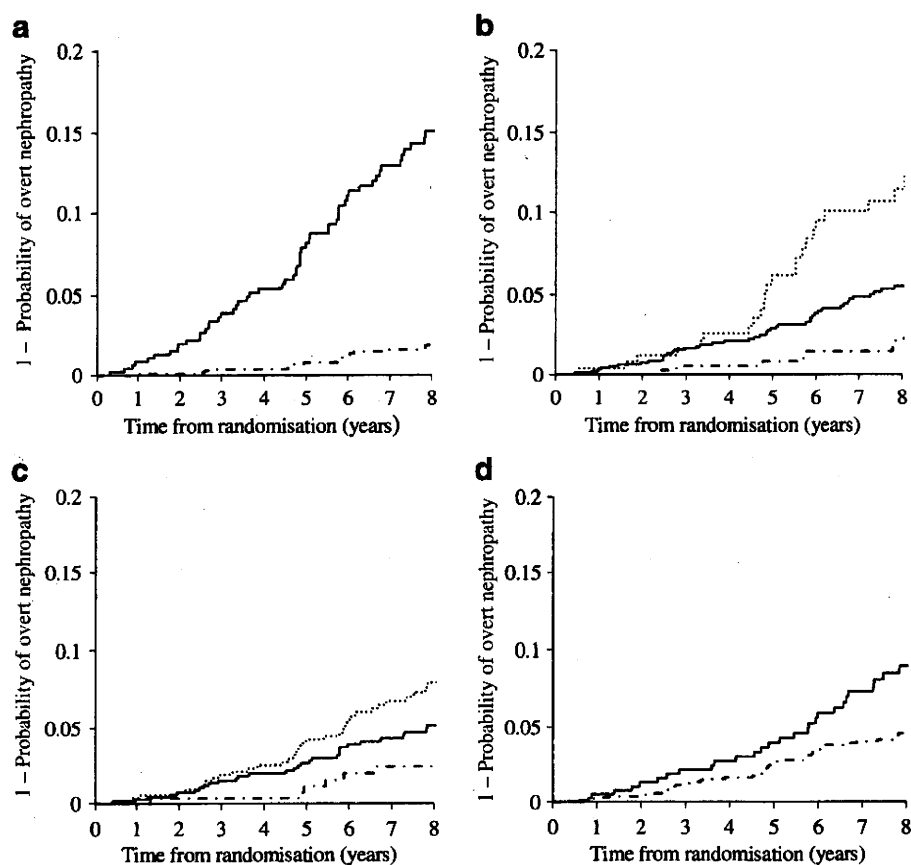 a
1 – Probability of overt nephropathy
0.2
0.15
0.1
0.05
0
0 1 2 3 4 5 6 7 8
Time from randomisation (years)
b
1 – Probability of overt nephropathy
0.2
0.15
0.1
0.05
0
0 1 2 3 4 5 6 7 8
Time from randomisation (years)
c
1 – Probability of overt nephropathy
0.2
0.15
0.1
0.05
0
0 1 2 3 4 5 6 7 8
Time from randomisation (years)
d
1 – Probability of overt nephropathy
0.2
0.15
0.1
0.05
0
0 1 2 3 4 5 6 7 8
Time from randomisation (years)